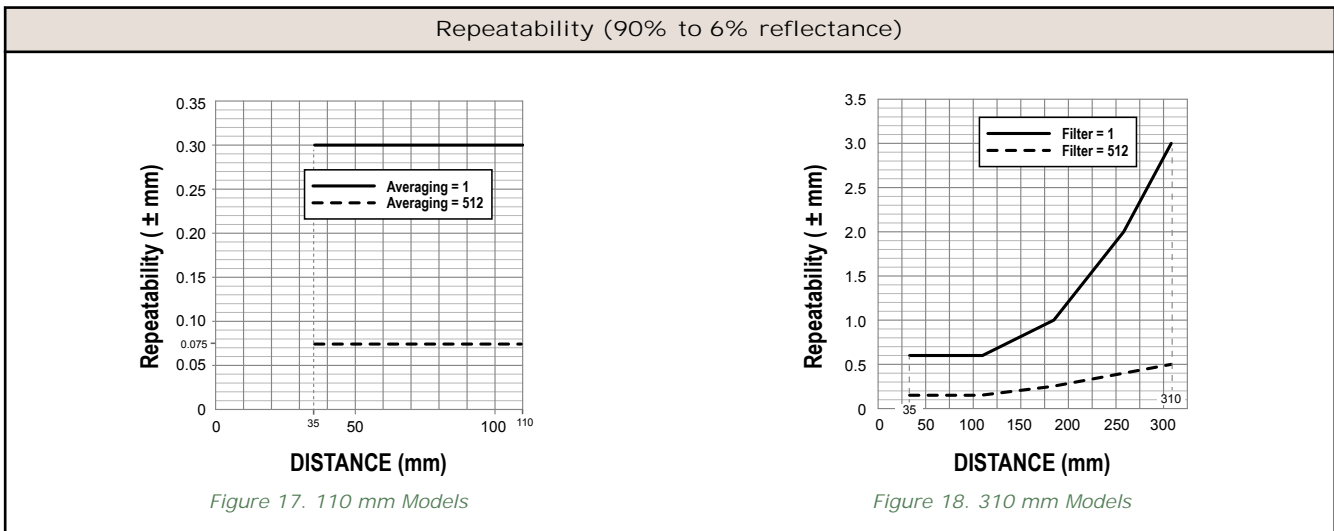 Repeatability (90% to 6% reflectance)
0.35
0.30
0.25
0.20
0.15
0.10
0.075
0.05
0
Repeatability ( ± mm)
Averaging = 1
Averaging = 512
0 35 50 100 110
DISTANCE (mm)
Figure 17. 110 mm Models
3.5
3.0
2.5
2.0
1.5
1.0
0.5
0
Repeatability ( ± mm)
Filter = 1
Filter = 512
35
310
0 50 100 150 200 250 300
DISTANCE (mm)
Figure 18. 310 mm Models